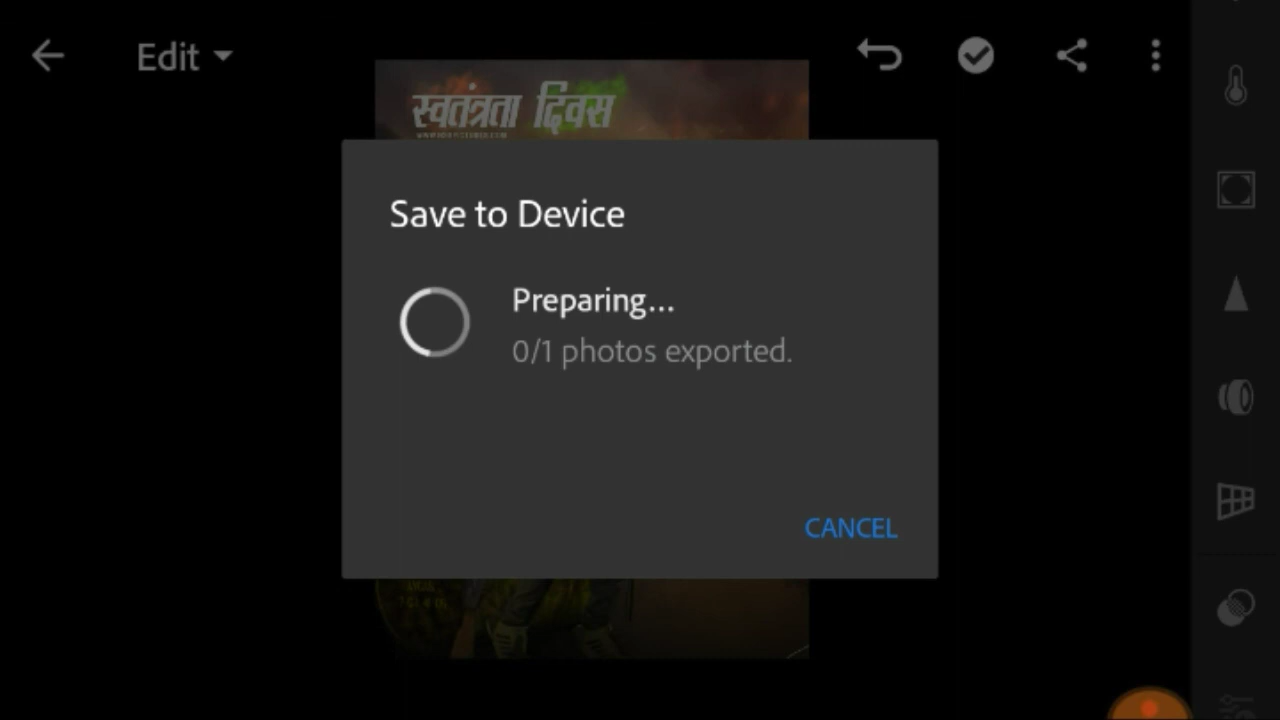 Edit
स्वतंत्रता दिवस
Save to Device
Preparing...
0/1 photos exported.
CANCEL